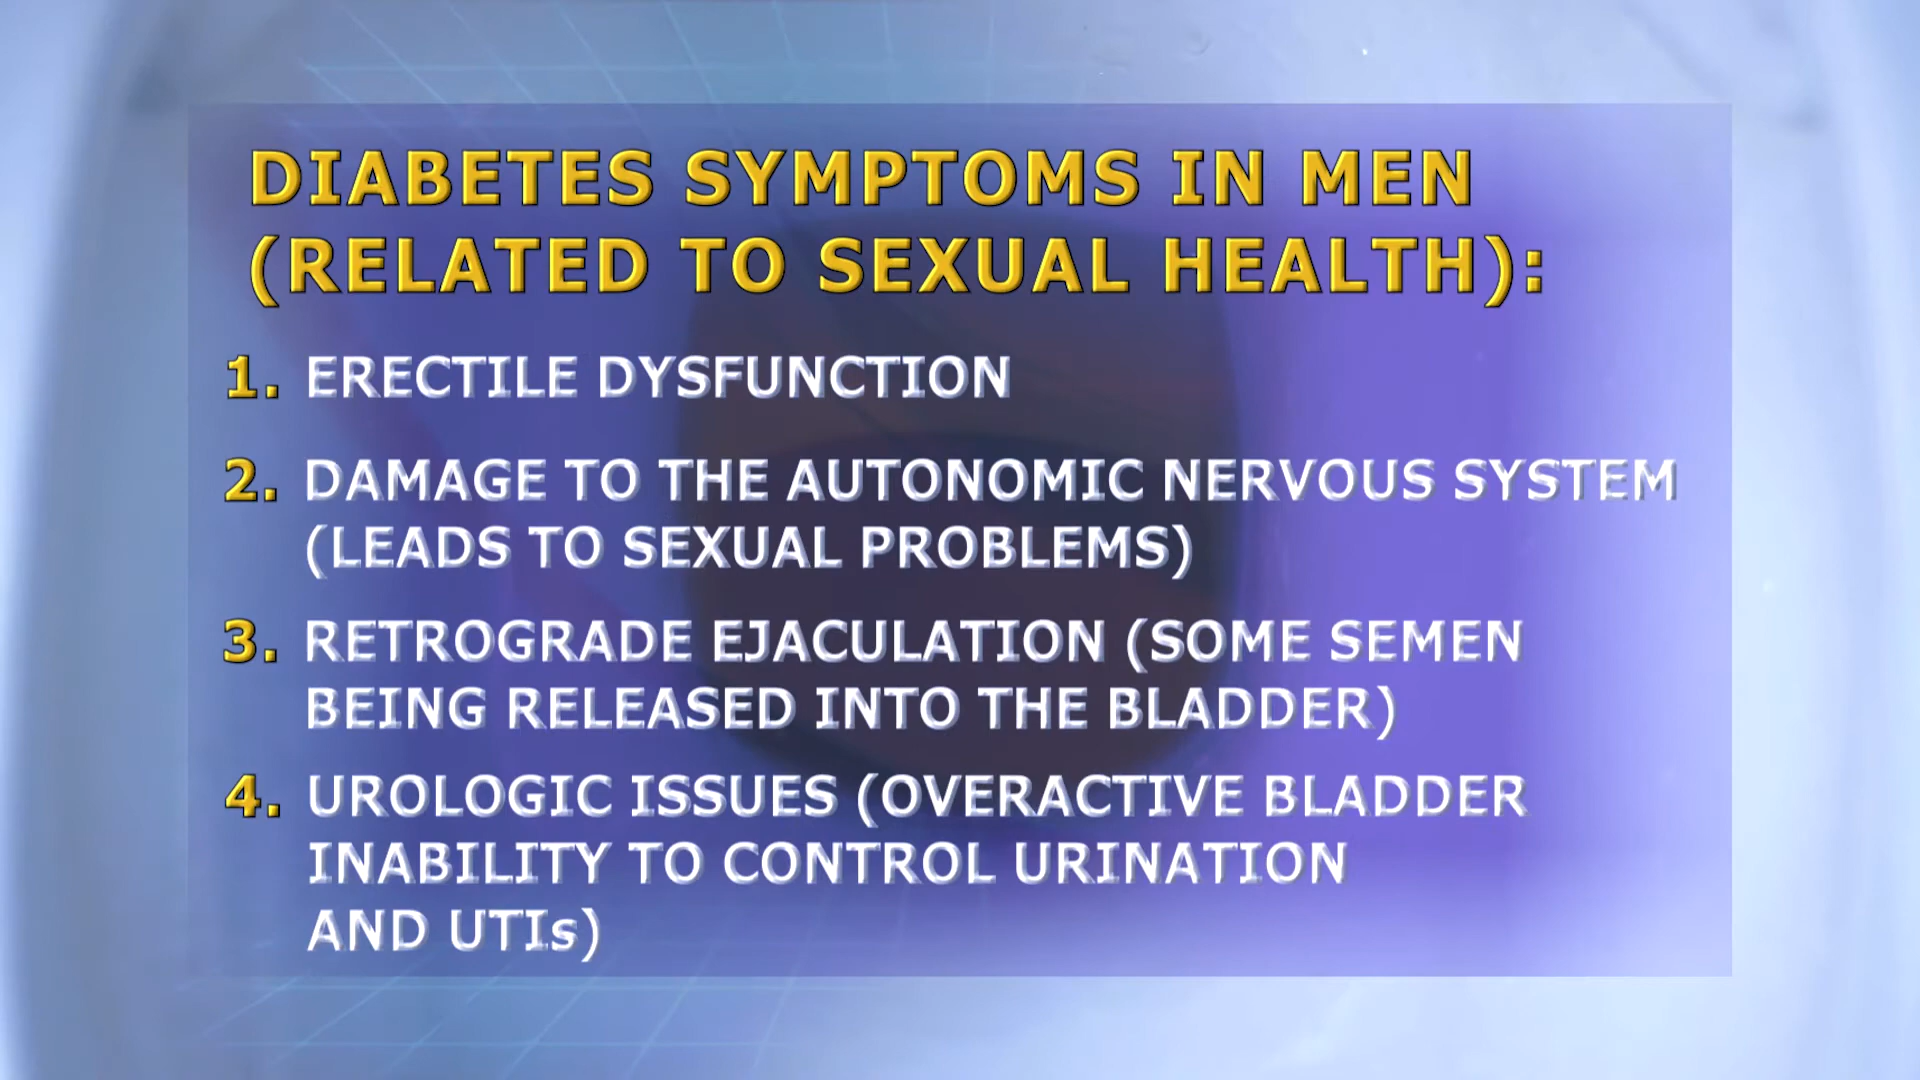 DIABETES SYMPTOMS IN MEN
(RELATED TO SEXUAL HEALTH):
1. ERECTILE DYSFUNCTION
2. DAMAGE TO THE AUTONOMIC NERVOUS SYSTEM
(LEADS TO SEXUAL PROBLEMS)
3. RETROGRADE EJACULATION (SOME SEMEN
BEING RELEASED INTO THE BLADDER)
4. UROLOGIC ISSUES (OVERACTIVE BLADDER
INABILITY TO CONTROL URINATION
AND UTIs)